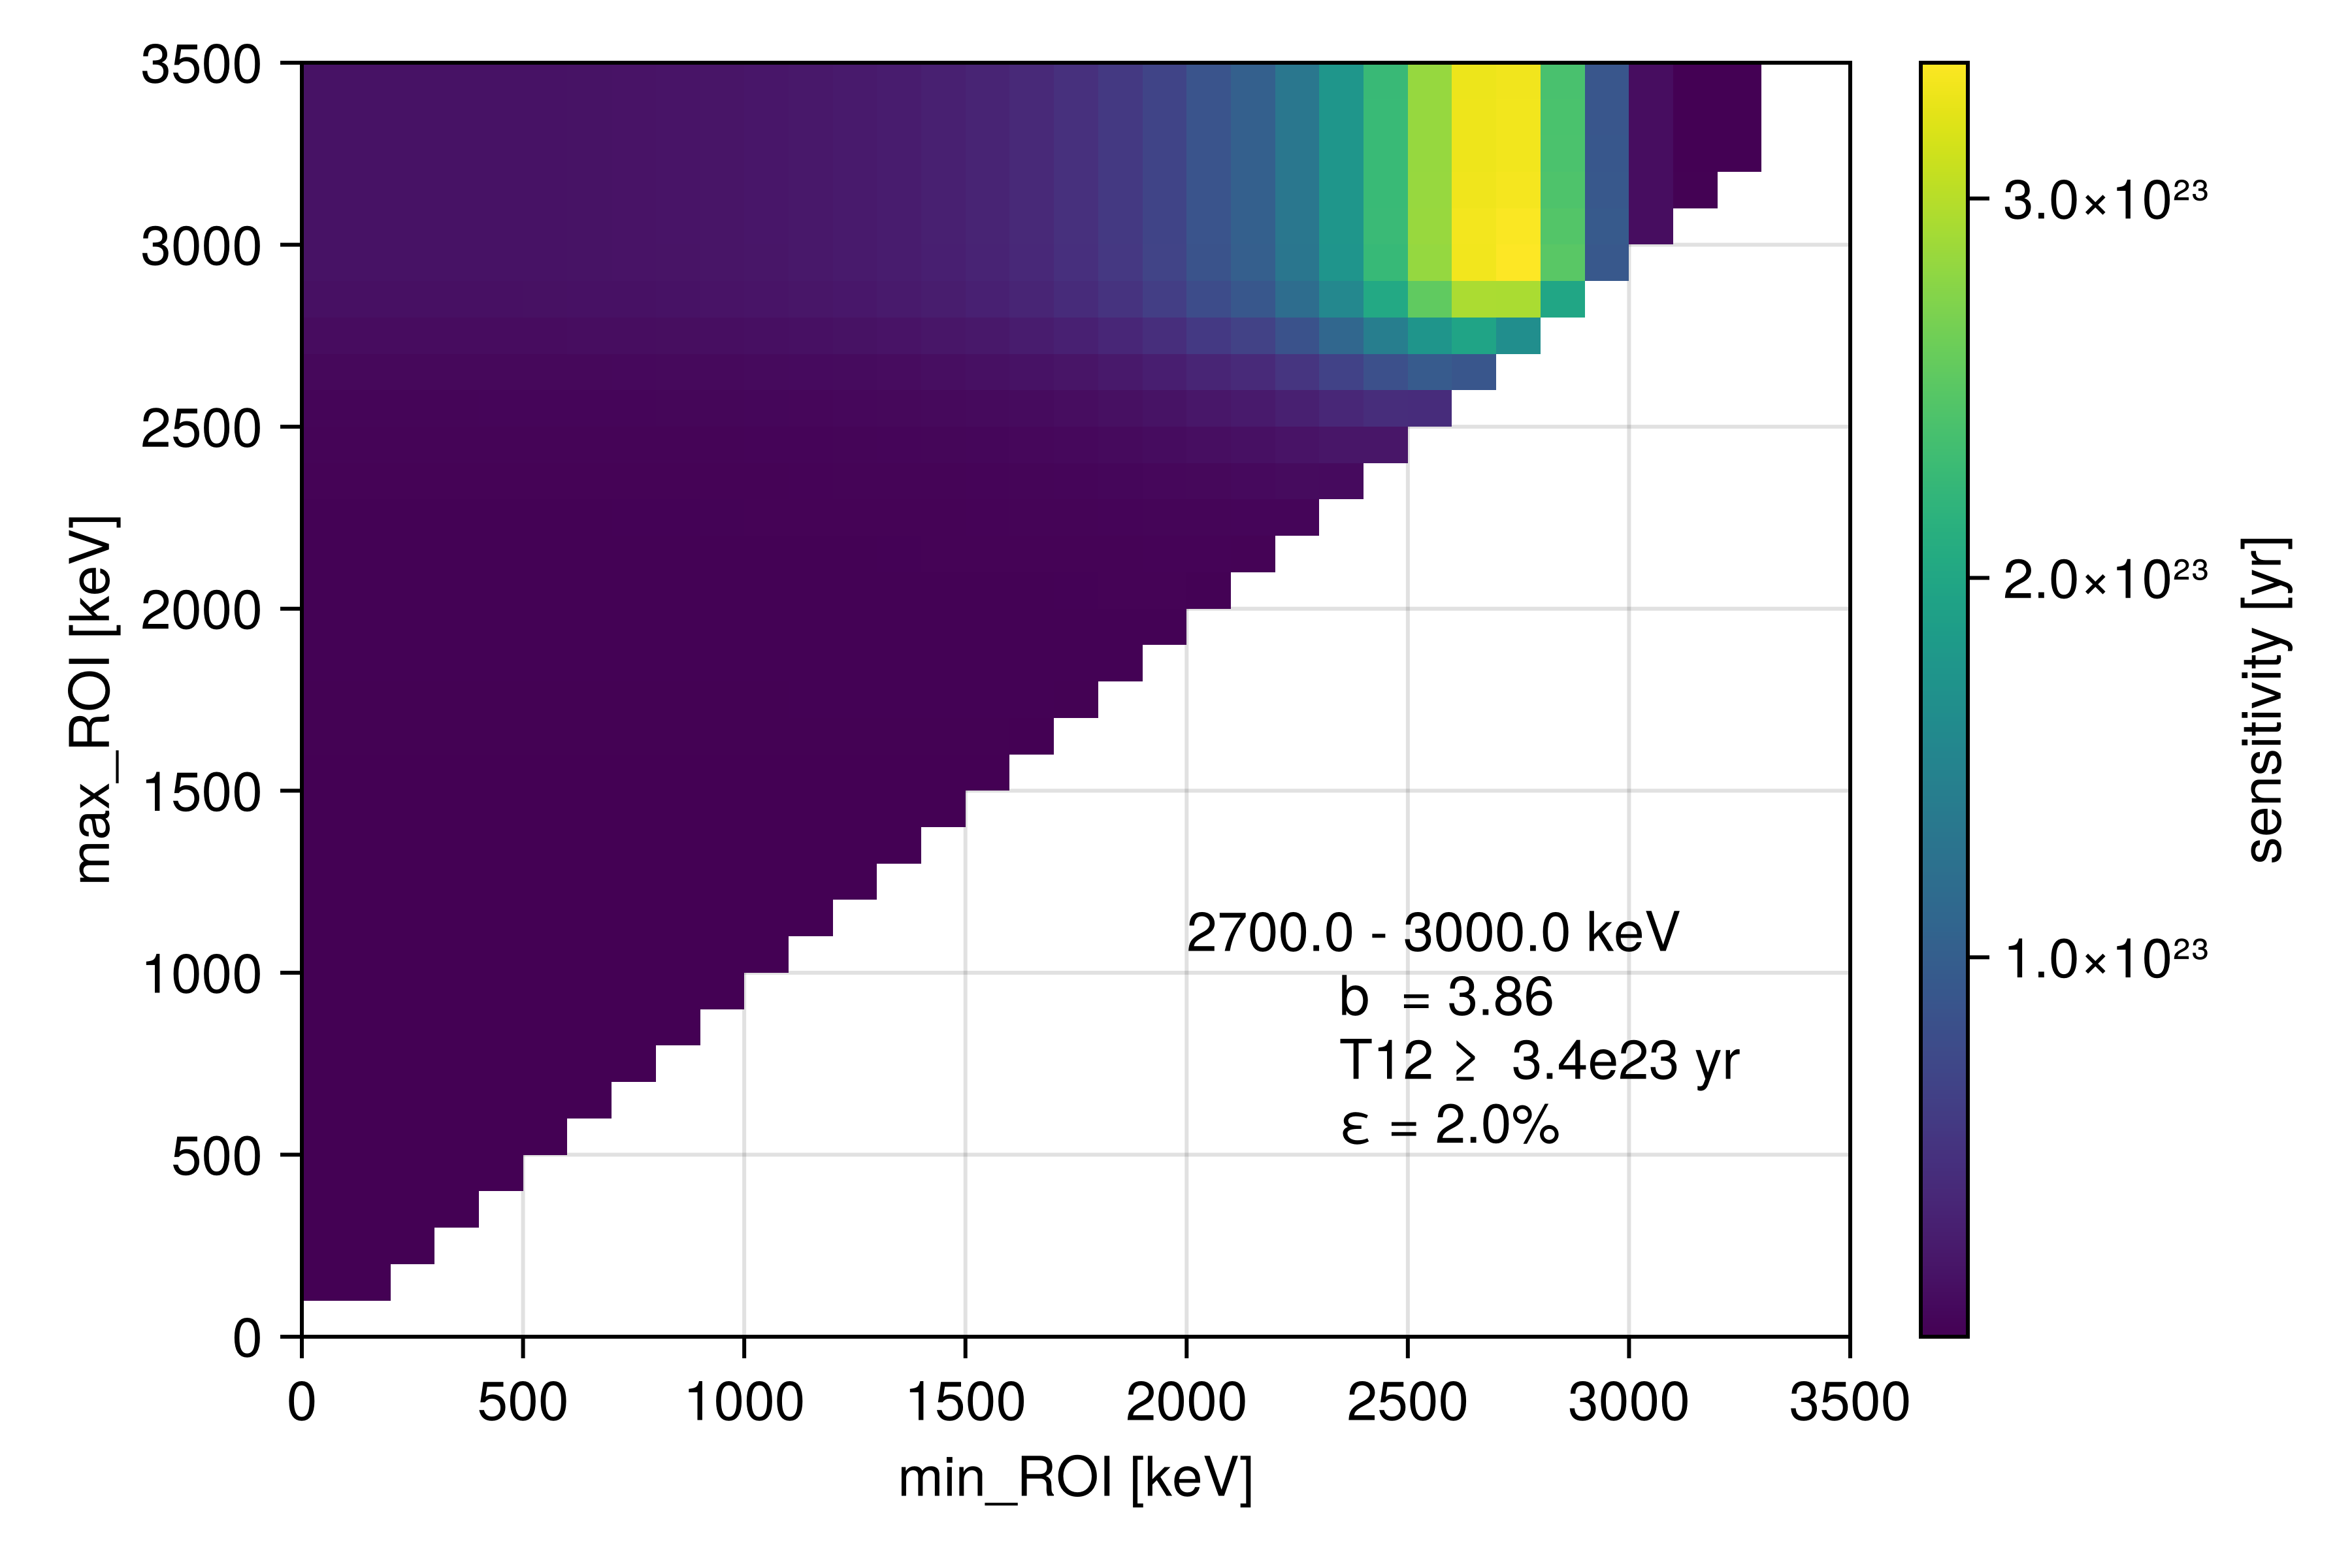 3500
3000
2500
2000
1500
1000
500
0
max_ROI [keV]
0 500 1000 1500 2000 2500 3000 3500
min_ROI [keV]
2700.0 - 3000.0 keV
b = 3.86
T12 ≥ 3.4e23 yr
ε = 2.0%
3.0×10²³
2.0×10²³
1.0×10²³
sensitivity [yr]